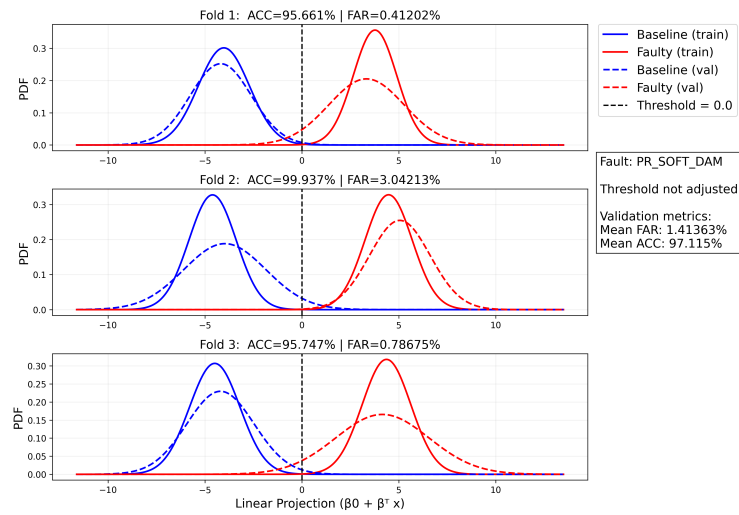 Fold 1:  ACC=95.661% | FAR=0.41202%
PDF
0.3
0.2
0.1
0.0
−10
−5
0
5
10
Baseline (train)
Faulty (train)
Baseline (val)
Faulty (val)
Threshold = 0.0
Fault: PR_SOFT_DAM
Threshold not adjusted
Validation metrics:
Mean FAR: 1.41363%
Mean ACC: 97.115%
Fold 2:  ACC=99.937% | FAR=3.04213%
PDF
0.3
0.2
0.1
0.0
−10
−5
0
5
10
Fold 3:  ACC=95.747% | FAR=0.78675%
PDF
0.30
0.25
0.20
0.15
0.10
0.05
0.00
−10
−5
0
5
10
Linear Projection (β0 + βᵀ x)